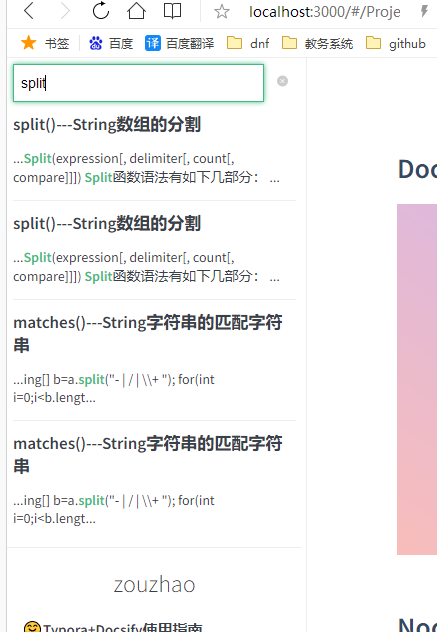 localhost:3000/#/Proje
书签 百度 译 百度翻译 dnf 教务系统 github
split
split()---String数组的分割
...Split(expression[, delimiter[, count[,
compare]]]) Split函数语法有如下几部分： ...
split()---String数组的分割
...Split(expression[, delimiter[, count[,
compare]]]) Split函数语法有如下几部分： ...
matches()---String字符串的匹配字符
串
...ing[] b=a.split("- | / | \\+ "); for(int
i=0;i<b.lengt...
matches()---String字符串的匹配字符
串
...ing[] b=a.split("- | / | \\+ "); for(int
i=0;i<b.lengt...
zouzhao
🤗Typora+Docsify使用指南
Doc
Noc